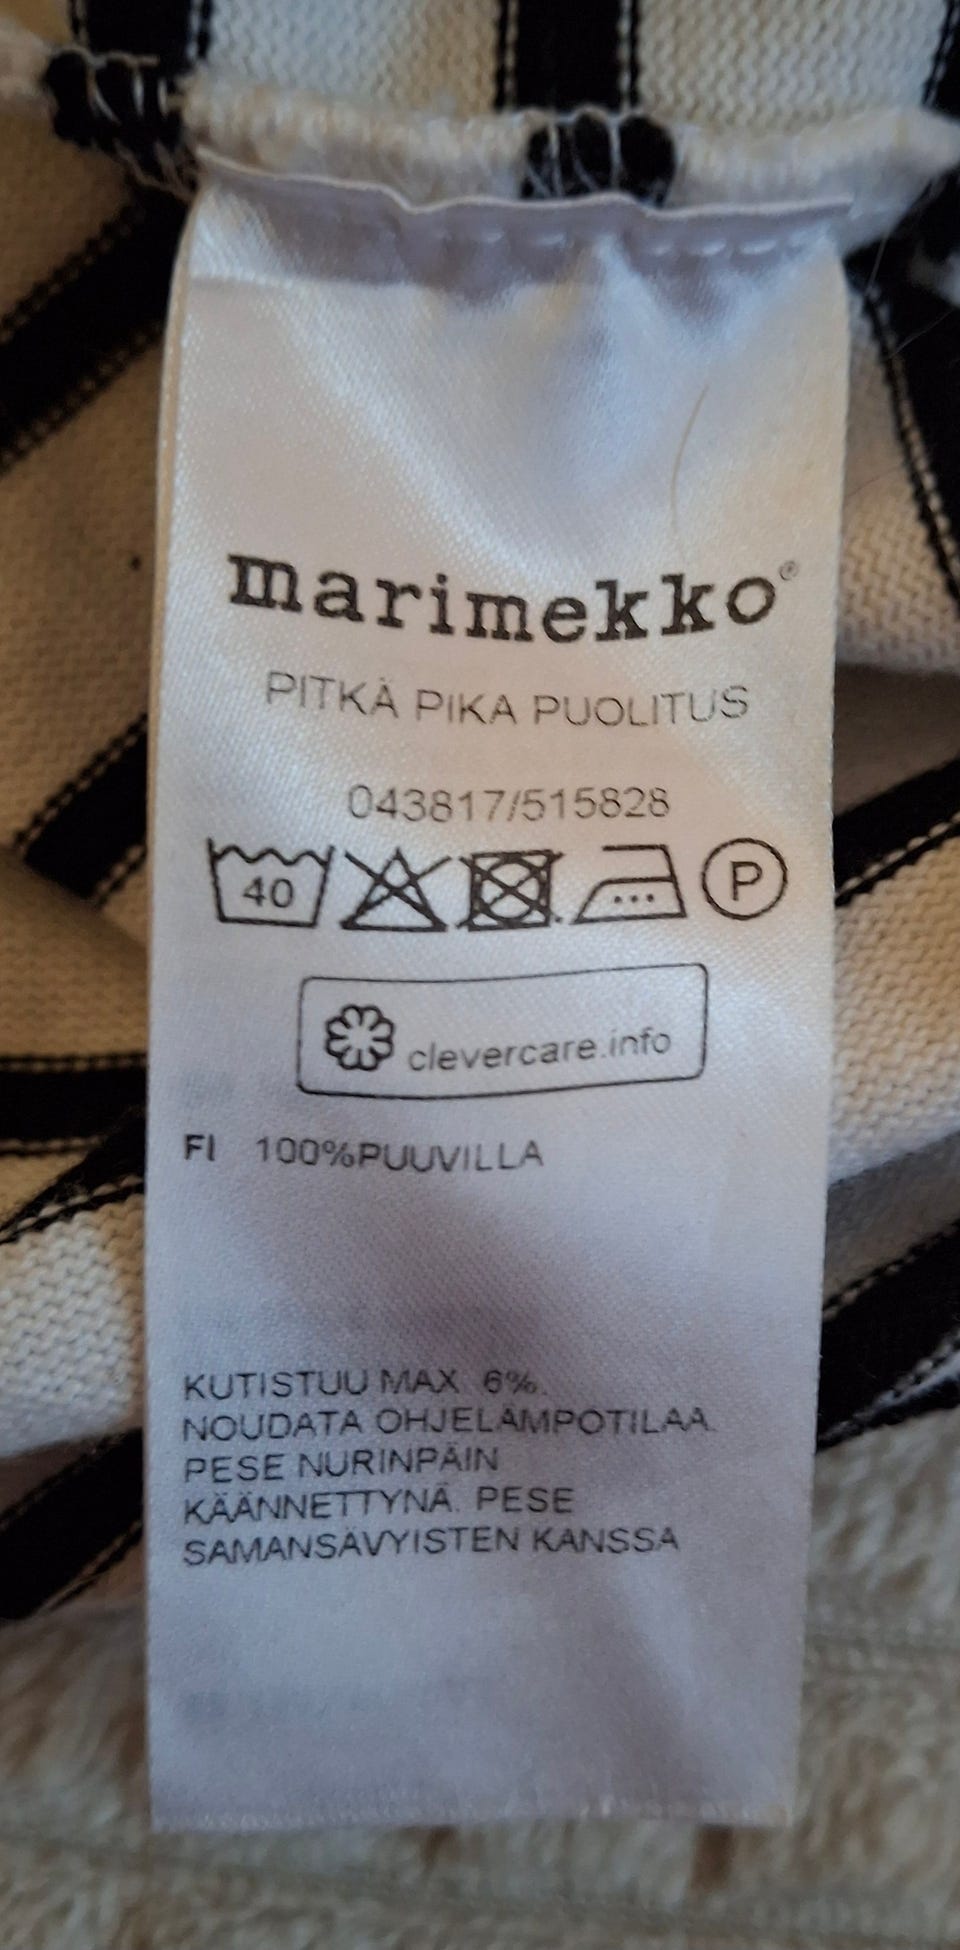 marimekko®
PITKÄ PIKA PUOLITUS
043817/515828
40 P
clevercare.info
FI 100%PUUVILLA
KUTISTUU MAX 6%.
NOUDATA OHJELÄMPÖTILAA.
PESE NURINPÄIN
KÄÄNNETTYNÄ. PESE
SAMANSÄVYISTEN KANSSA